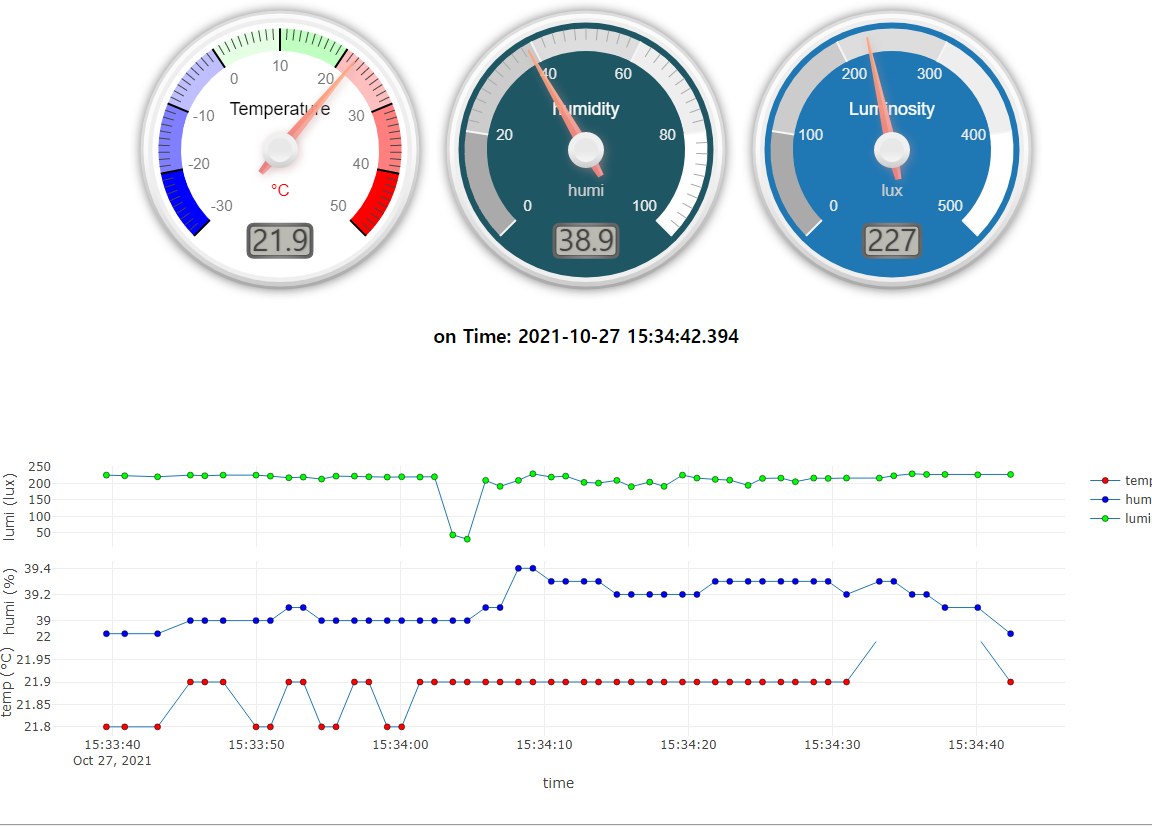 0 10 20
-10 Temperature 30
-20 40
°C
-30 50
21.9
40 60
humidity
20 80
humi
0 100
38.9
200 300
Luminosity
100 400
lux
0 500
227
on Time: 2021-10-27 15:34:42.394
lumi (lux)
250
200
150
100
50
humi (%)
39.4
39.2
39
temp (°C)
22
21.95
21.9
21.85
21.8
15:33:40 15:33:50 15:34:00 15:34:10 15:34:20 15:34:30 15:34:40
Oct 27, 2021
time
temp
humi
lumi